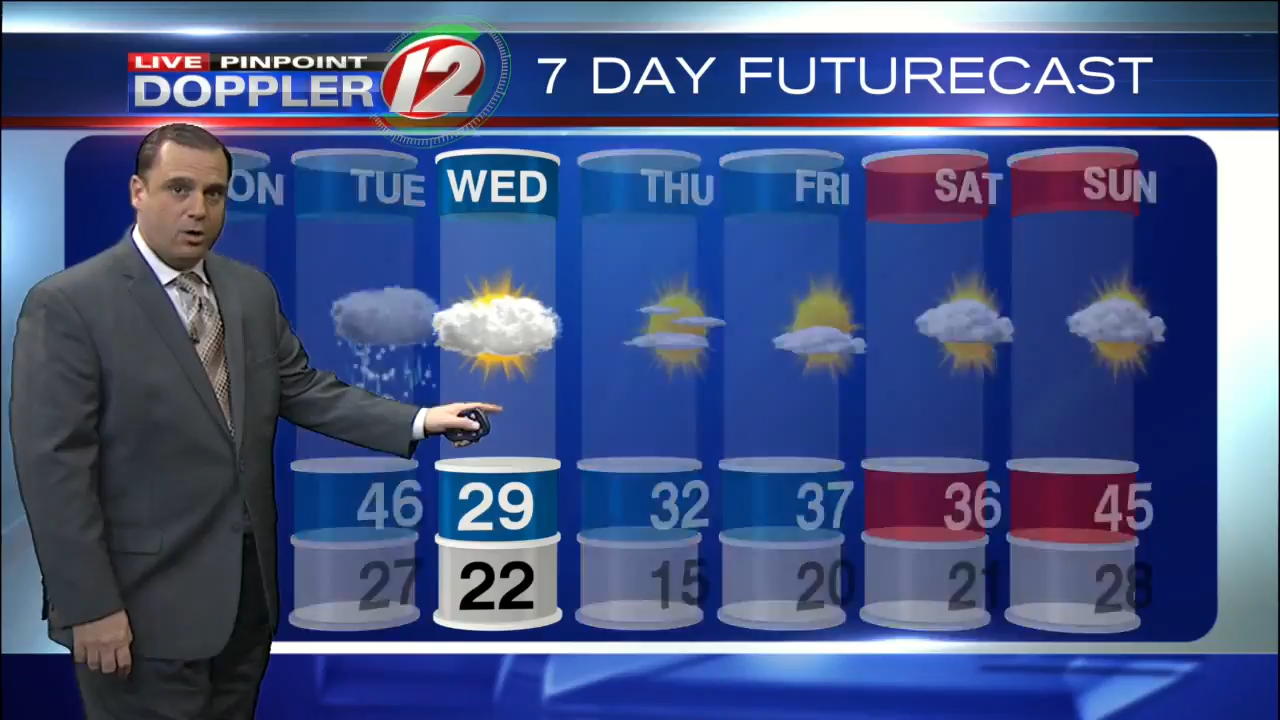 LIVE PINPOINT
DOPPLER 12
7 DAY FUTURECAST
ON TUE WED THU FRI SAT SUN
46 29 32 37 36 45
27 22 15 20 21 28